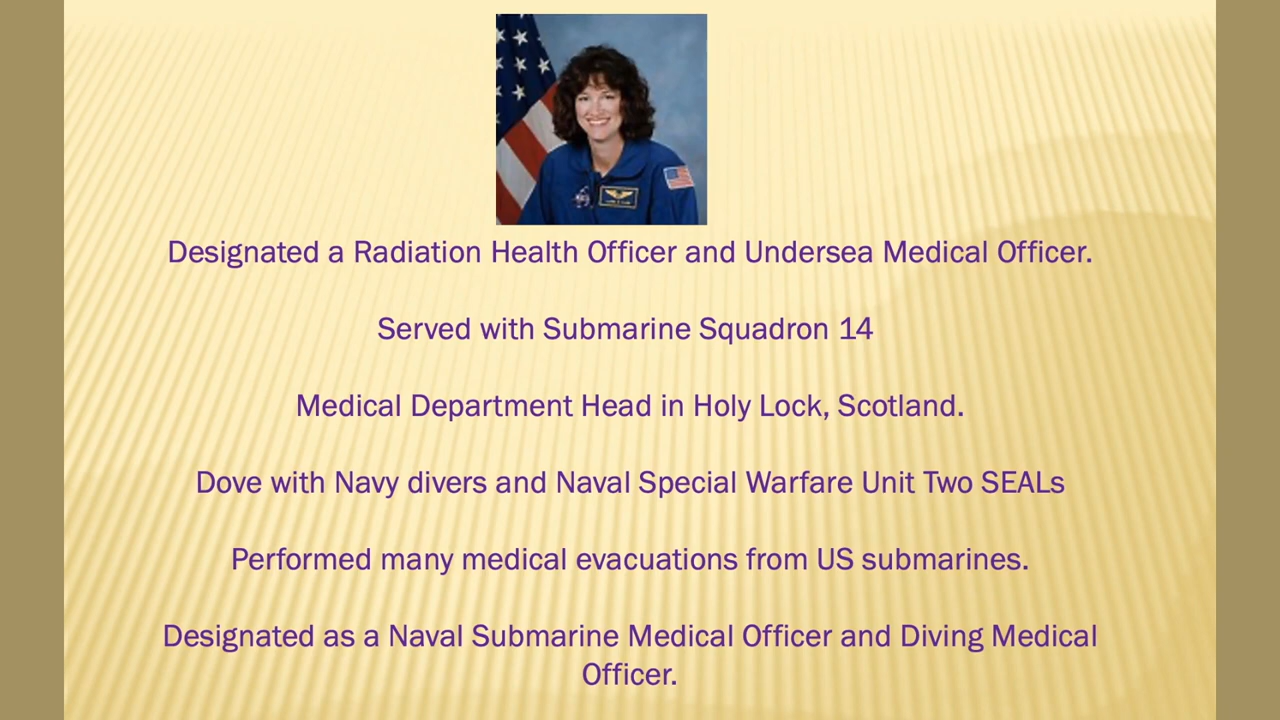 Designated a Radiation Health Officer and Undersea Medical Officer.
Served with Submarine Squadron 14
Medical Department Head in Holy Lock, Scotland.
Dove with Navy divers and Naval Special Warfare Unit Two SEALs
Performed many medical evacuations from US submarines.
Designated as a Naval Submarine Medical Officer and Diving Medical
Officer.